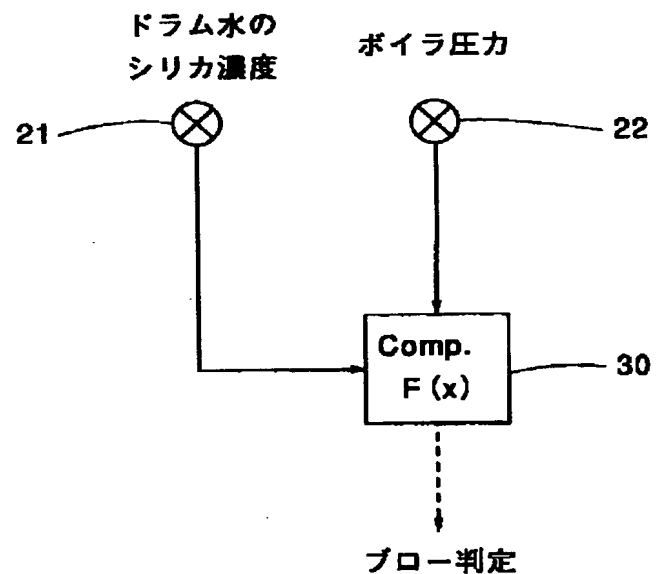 ドラム水の
シリカ濃度
ボイラ圧力
21
22
Comp.
F(x)
30
ブロー判定